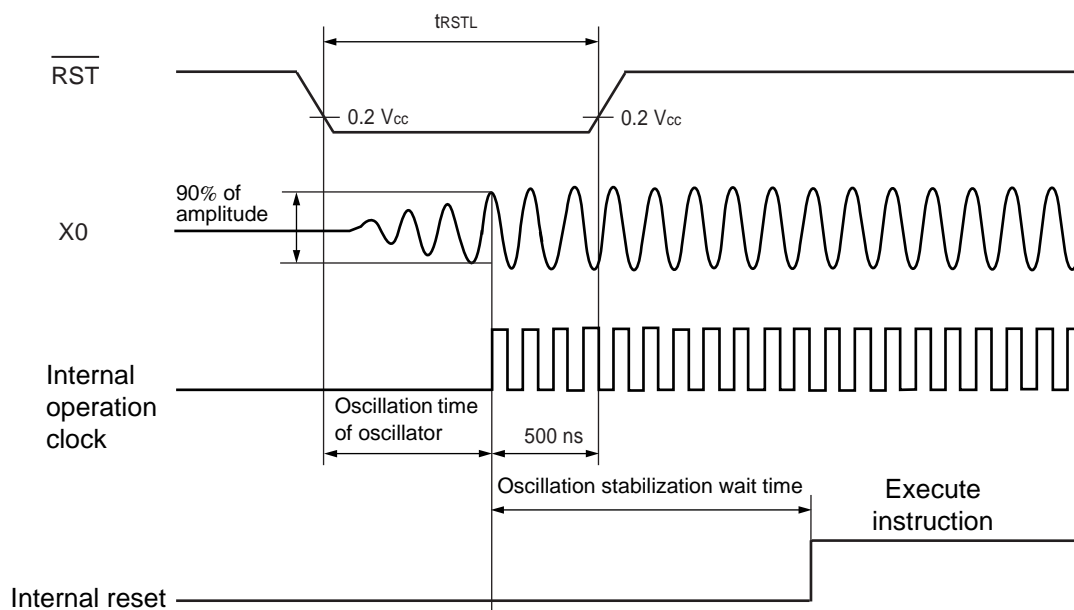 tRSTL
RST
0.2 Vcc
0.2 Vcc
90% of
amplitude
X0
Internal
operation
clock
Oscillation time
of oscillator
500 ns
Oscillation stabilization wait time
Execute
instruction
Internal reset